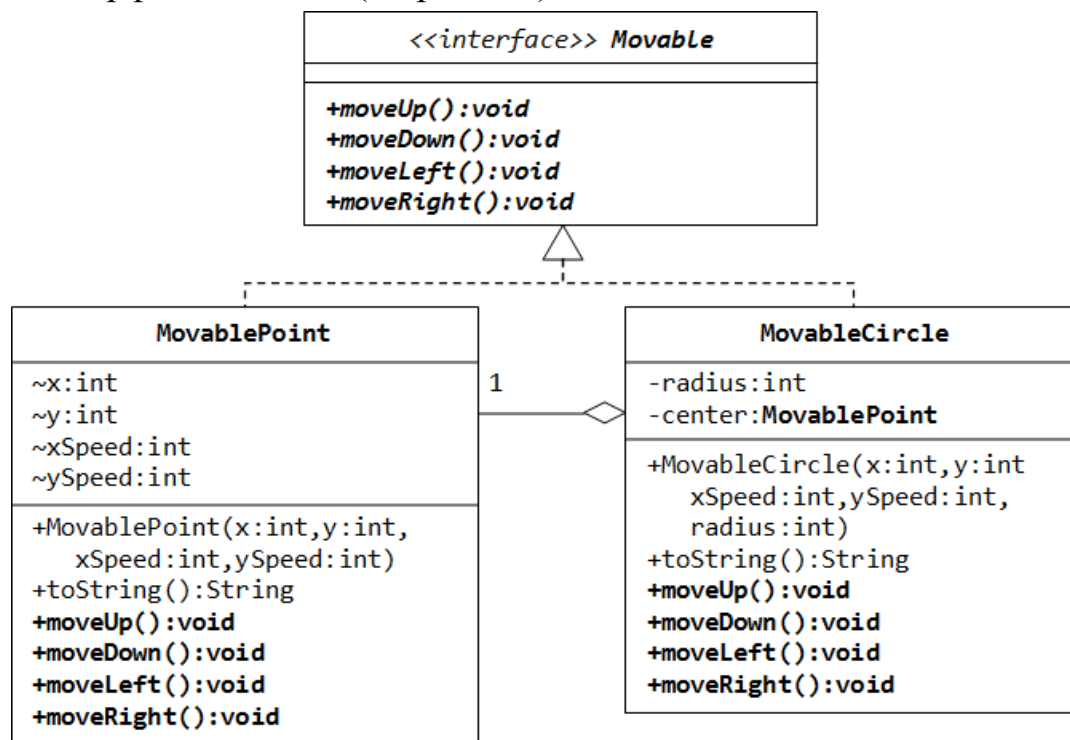 <<interface>> Movable
+moveUp():void
+moveDown():void
+moveLeft():void
+moveRight():void
MovablePoint
~x:int
~y:int
~xSpeed:int
~ySpeed:int
+MovablePoint(x:int,y:int,
xSpeed:int,ySpeed:int)
+toString():String
+moveUp():void
+moveDown():void
+moveLeft():void
+moveRight():void
1
MovableCircle
-radius:int
-center:MovablePoint
+MovableCircle(x:int,y:int
xSpeed:int,ySpeed:int,
radius:int)
+toString():String
+moveUp():void
+moveDown():void
+moveLeft():void
+moveRight():void